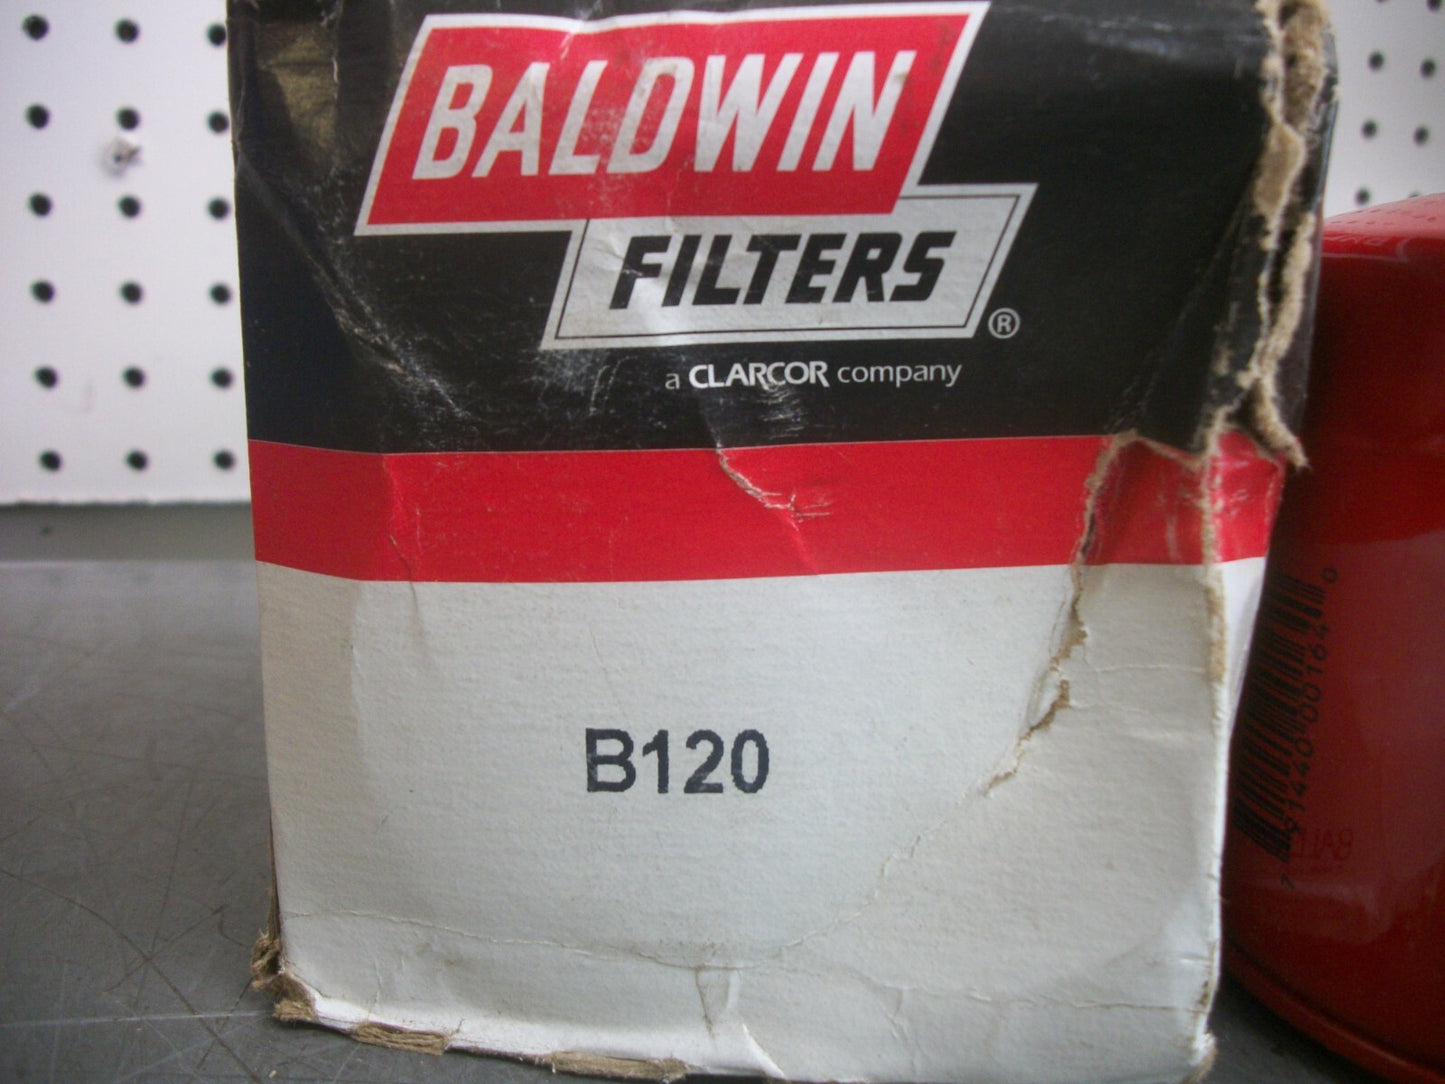 BALDWIN
FILTERS
®
a CLARCOR company
B120